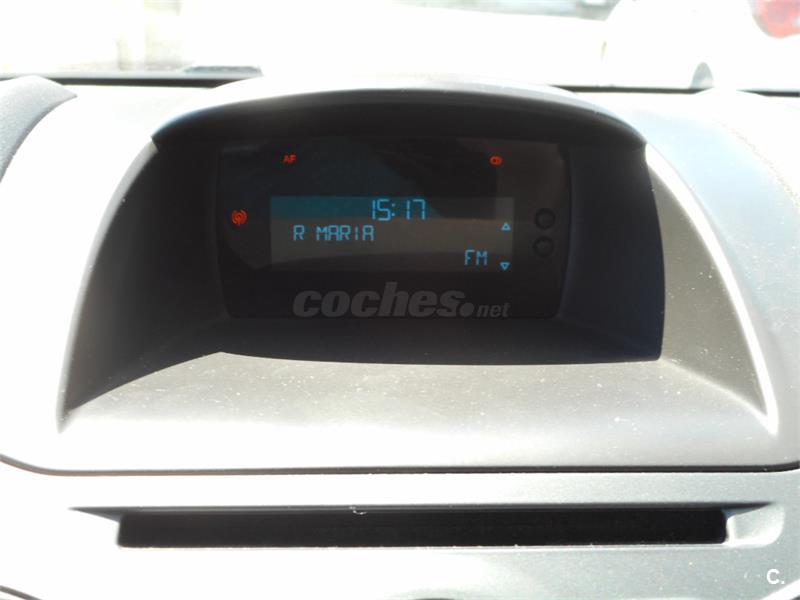 AF
15:17
R MARIA
FM
coches.net
C.